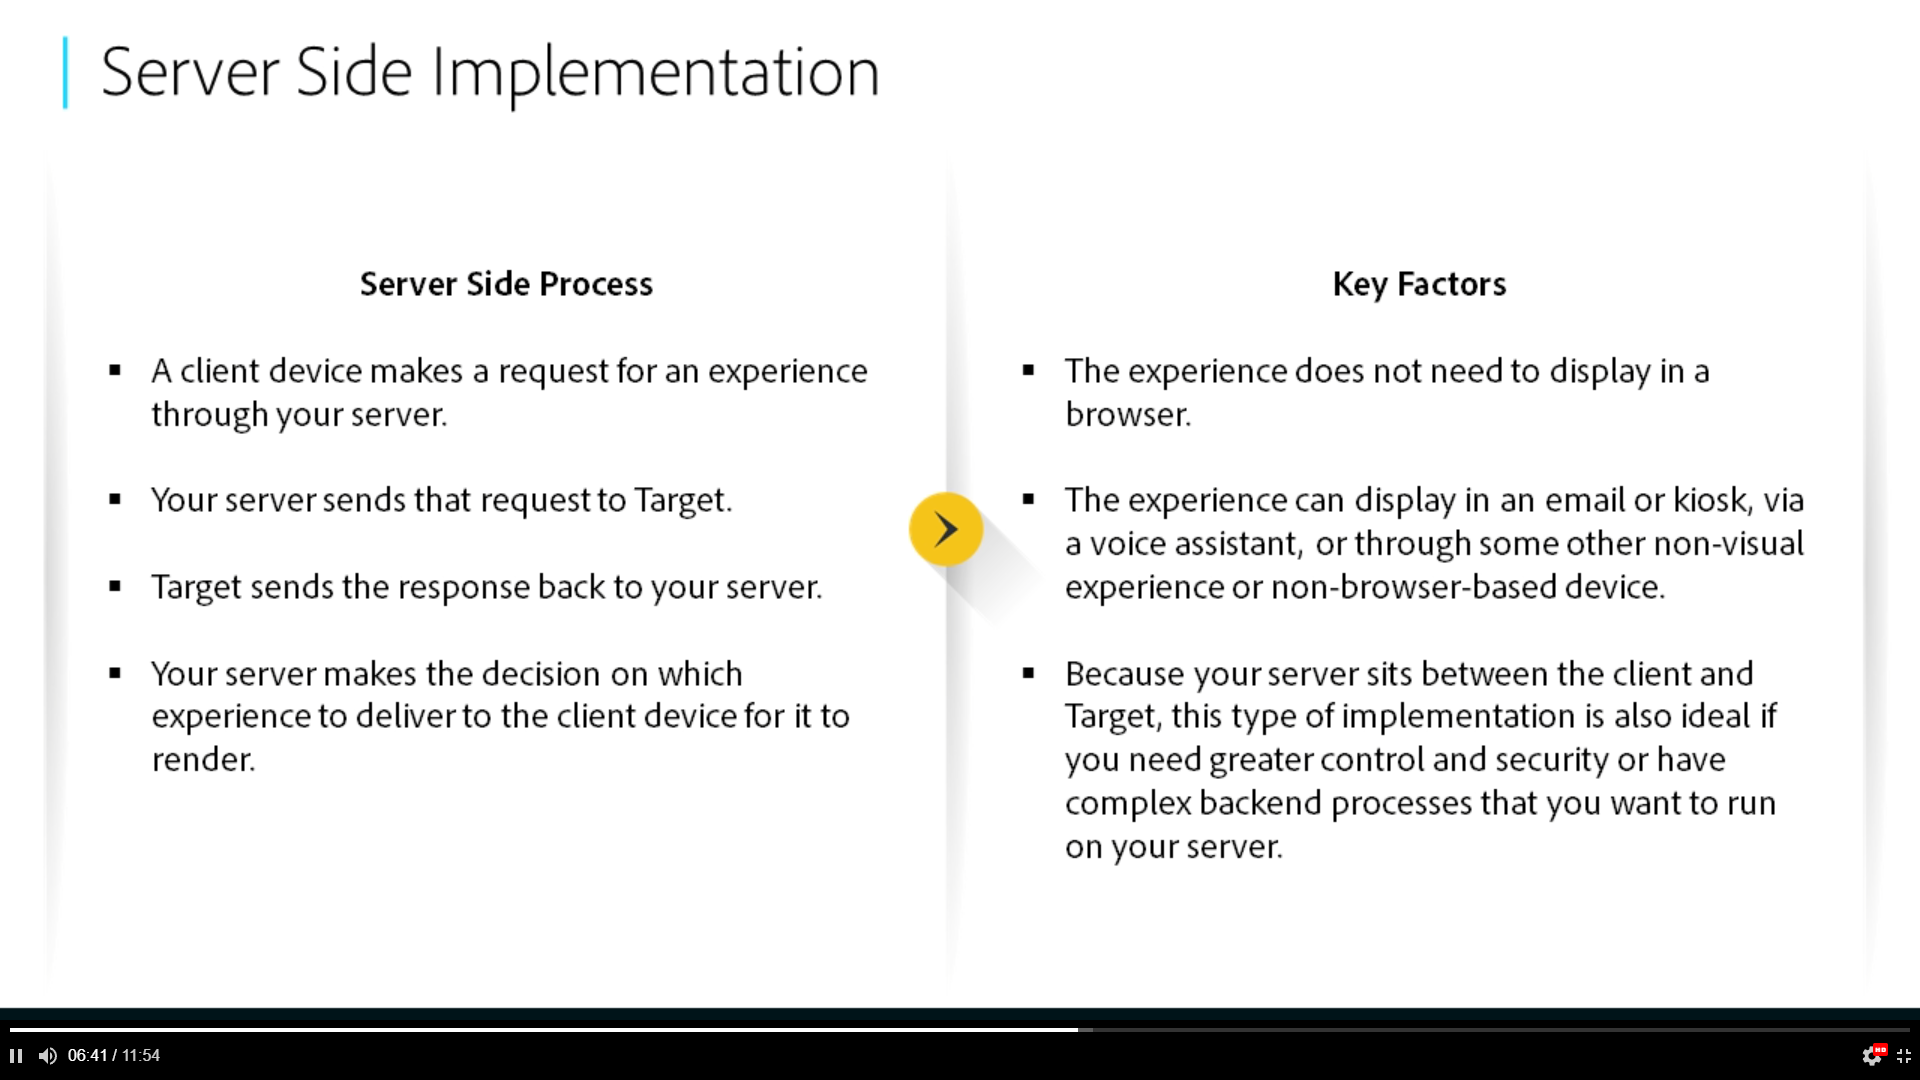 Server Side Implementation
Server Side Process
▪ A client device makes a request for an experience
through your server.
▪ Your server sends that request to Target.
▪ Target sends the response back to your server.
▪ Your server makes the decision on which
experience to deliver to the client device for it to
render.
Key Factors
▪ The experience does not need to display in a
browser.
▪ The experience can display in an email or kiosk, via
a voice assistant, or through some other non-visual
experience or non-browser-based device.
▪ Because your server sits between the client and
Target, this type of implementation is also ideal if
you need greater control and security or have
complex backend processes that you want to run
on your server.
06:41 / 11:54
HD